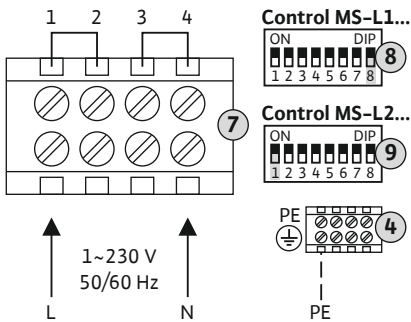 1 2 3 4
7
1~230 V
50/60 Hz
L N
Control MS-L1...
ON DIP
1 2 3 4 5 6 7 8
8
Control MS-L2...
ON DIP
1 2 3 4 5 6 7 8
9
PE
4
PE